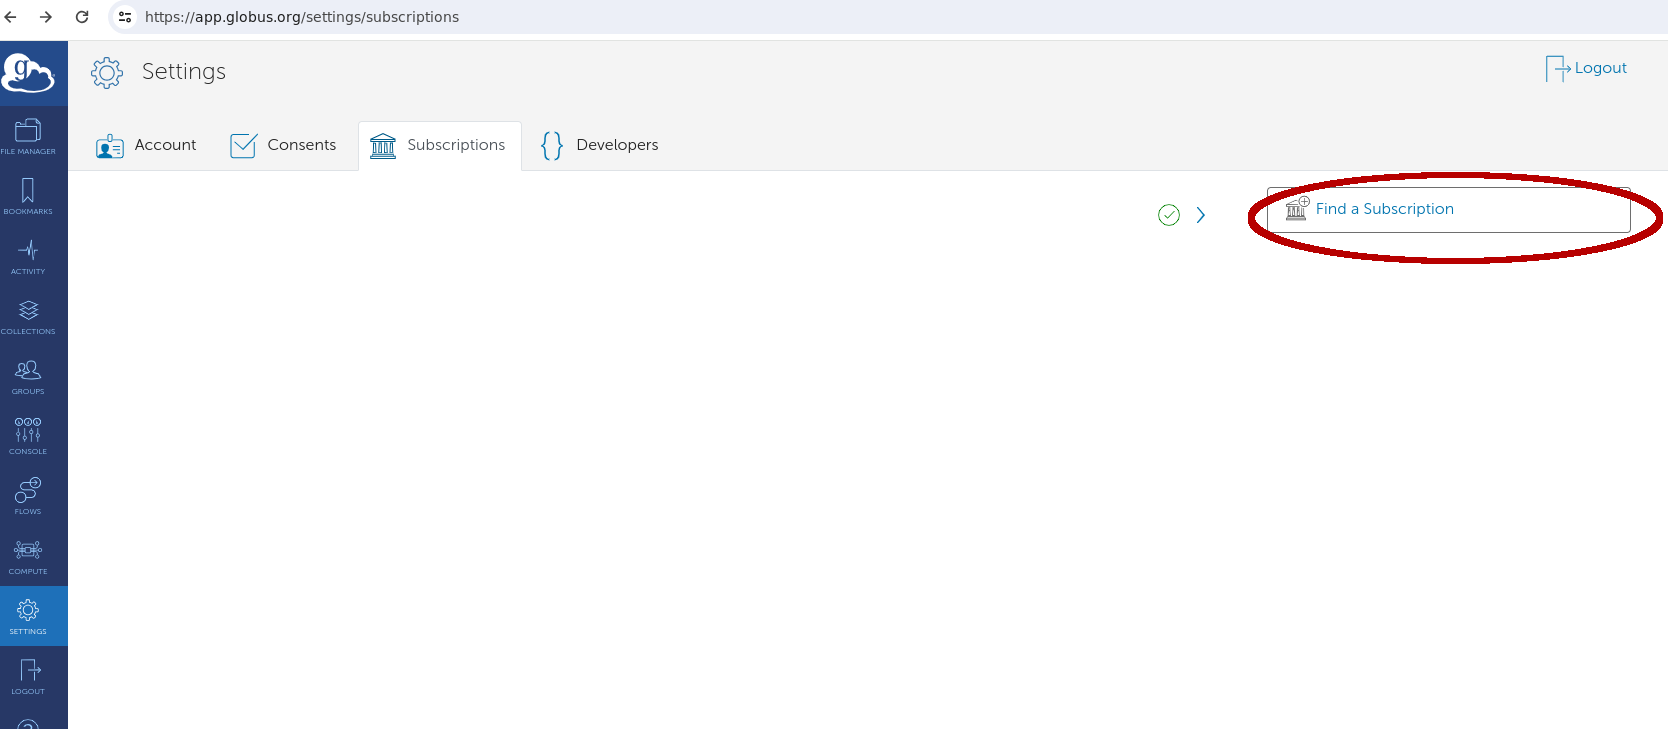 https://app.globus.org/settings/subscriptions
g
Settings
Logout
Account
Consents
Subscriptions
Developers
Find a Subscription
FILE MANAGER
BOOKMARKS
ACTIVITY
COLLECTIONS
GROUPS
CONSOLE
FLOWS
COMPUTE
SETTINGS
LOGOUT
?